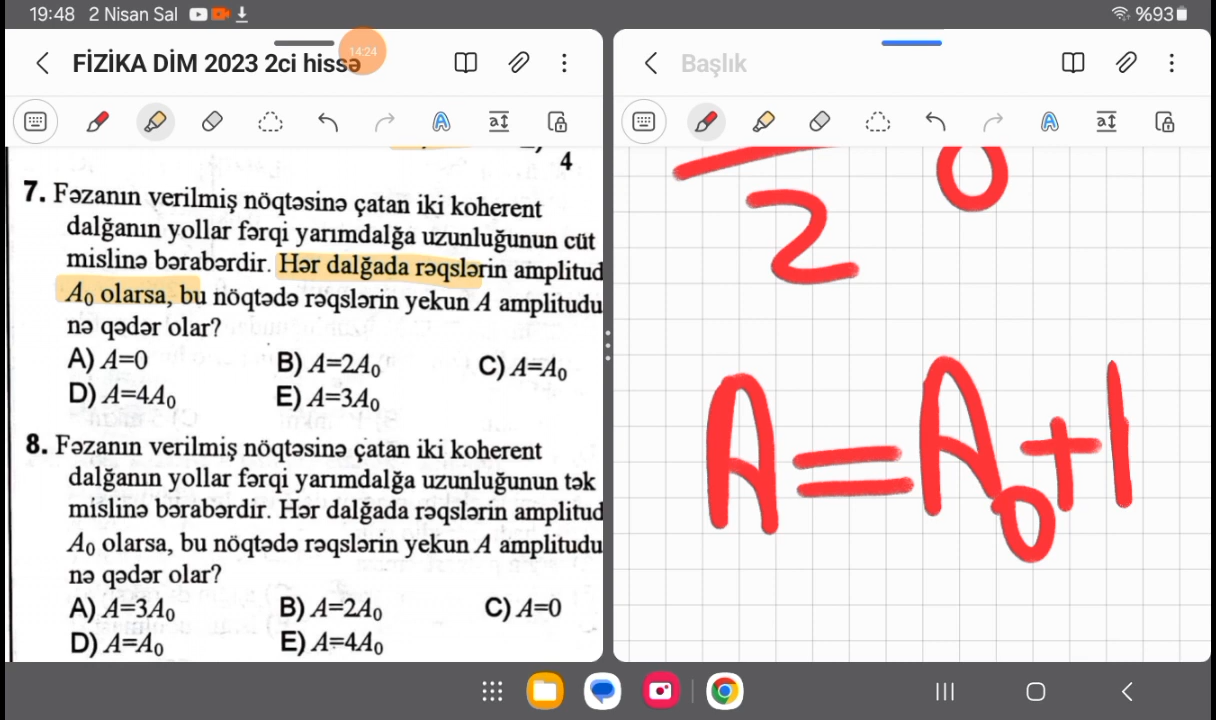 19:48 2 Nisan Sal %93
FİZİKA DİM 2023 2ci hissə
14:24
Başlık
4
7. Fəzanın verilmiş nöqtəsinə çatan iki koherent
dalğanın yollar fərqi yarımdalğa uzunluğunun cüt
mislinə bərabərdir. Hər dalğada rəqslərin amplitud
A₀ olarsa, bu nöqtədə rəqslərin yekun A amplitudu
nə qədər olar?
A) A=0 B) A=2A₀ C) A=A₀
D) A=4A₀ E) A=3A₀
8. Fəzanın verilmiş nöqtəsinə çatan iki koherent
dalğanın yollar fərqi yarımdalğa uzunluğunun tək
mislinə bərabərdir. Hər dalğada rəqslərin amplitud
A₀ olarsa, bu nöqtədə rəqslərin yekun A amplitudu
nə qədər olar?
A) A=3A₀ B) A=2A₀ C) A=0
D) A=A₀ E) A=4A₀
2 0
A=A₀+1